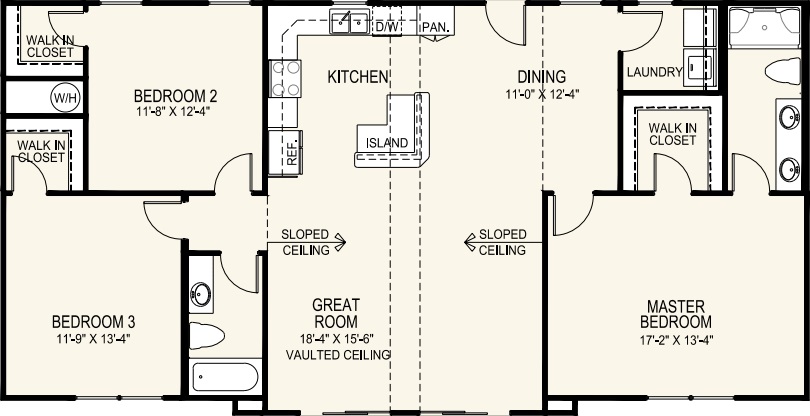 WALK IN
CLOSET
W/H
WALK IN
CLOSET
BEDROOM 2
11'-8" X 12'-4"
D/W
PAN.
KITCHEN
ISLAND
REF.
DINING
11'-0" X 12'-4"
LAUNDRY
WALK IN
CLOSET
SLOPED
CEILING
SLOPED
CEILING
BEDROOM 3
11'-9" X 13'-4"
GREAT
ROOM
18'-4" X 15'-6"
VAULTED CEILING
MASTER
BEDROOM
17'-2" X 13'-4"